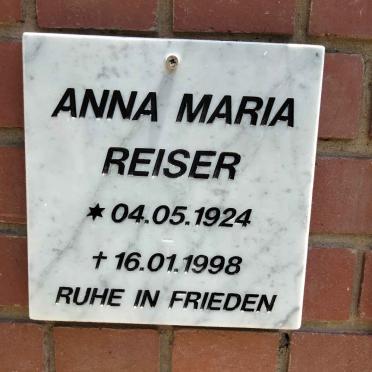 ANNA MARIA
REISER
✶ 04.05.1924
† 16.01.1998
RUHE IN FRIEDEN